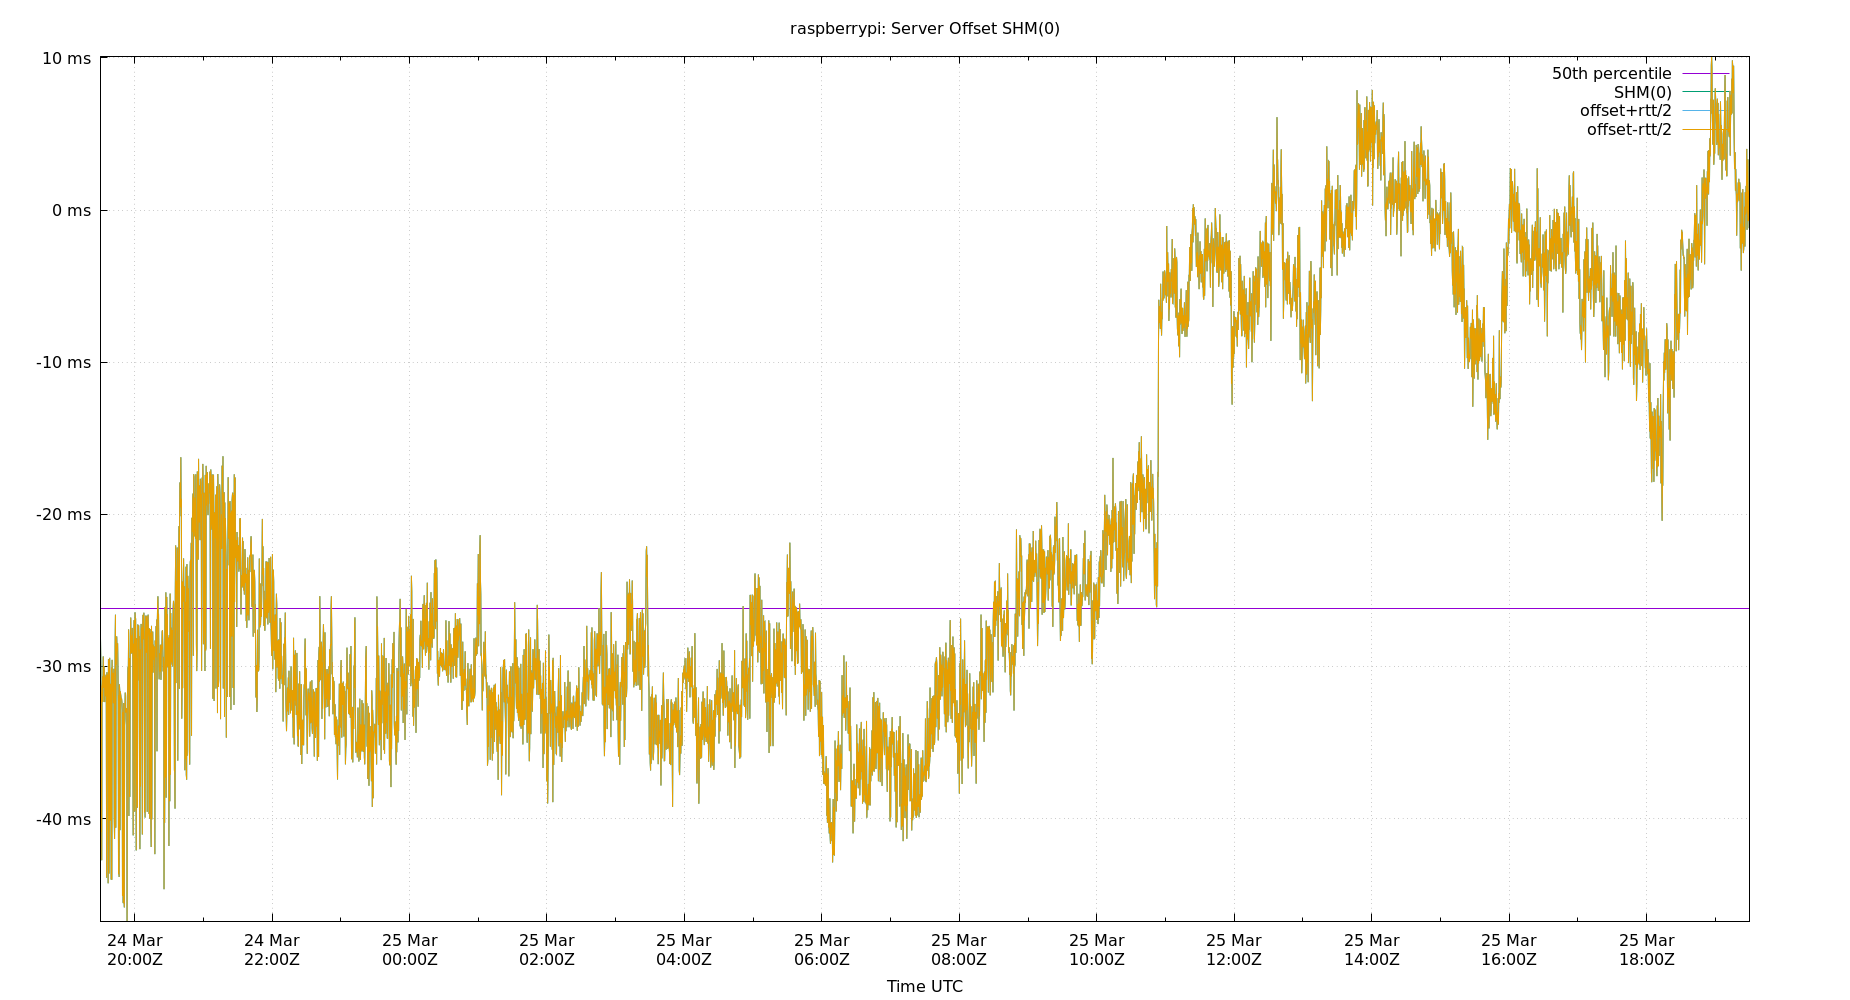 raspberrypi: Server Offset SHM(0)
10 ms
0 ms
-10 ms
-20 ms
-30 ms
-40 ms
50th percentile
SHM(0)
offset+rtt/2
offset-rtt/2
24 Mar
20:00Z
24 Mar
22:00Z
25 Mar
00:00Z
25 Mar
02:00Z
25 Mar
04:00Z
25 Mar
06:00Z
25 Mar
08:00Z
25 Mar
10:00Z
25 Mar
12:00Z
25 Mar
14:00Z
25 Mar
16:00Z
25 Mar
18:00Z
Time UTC